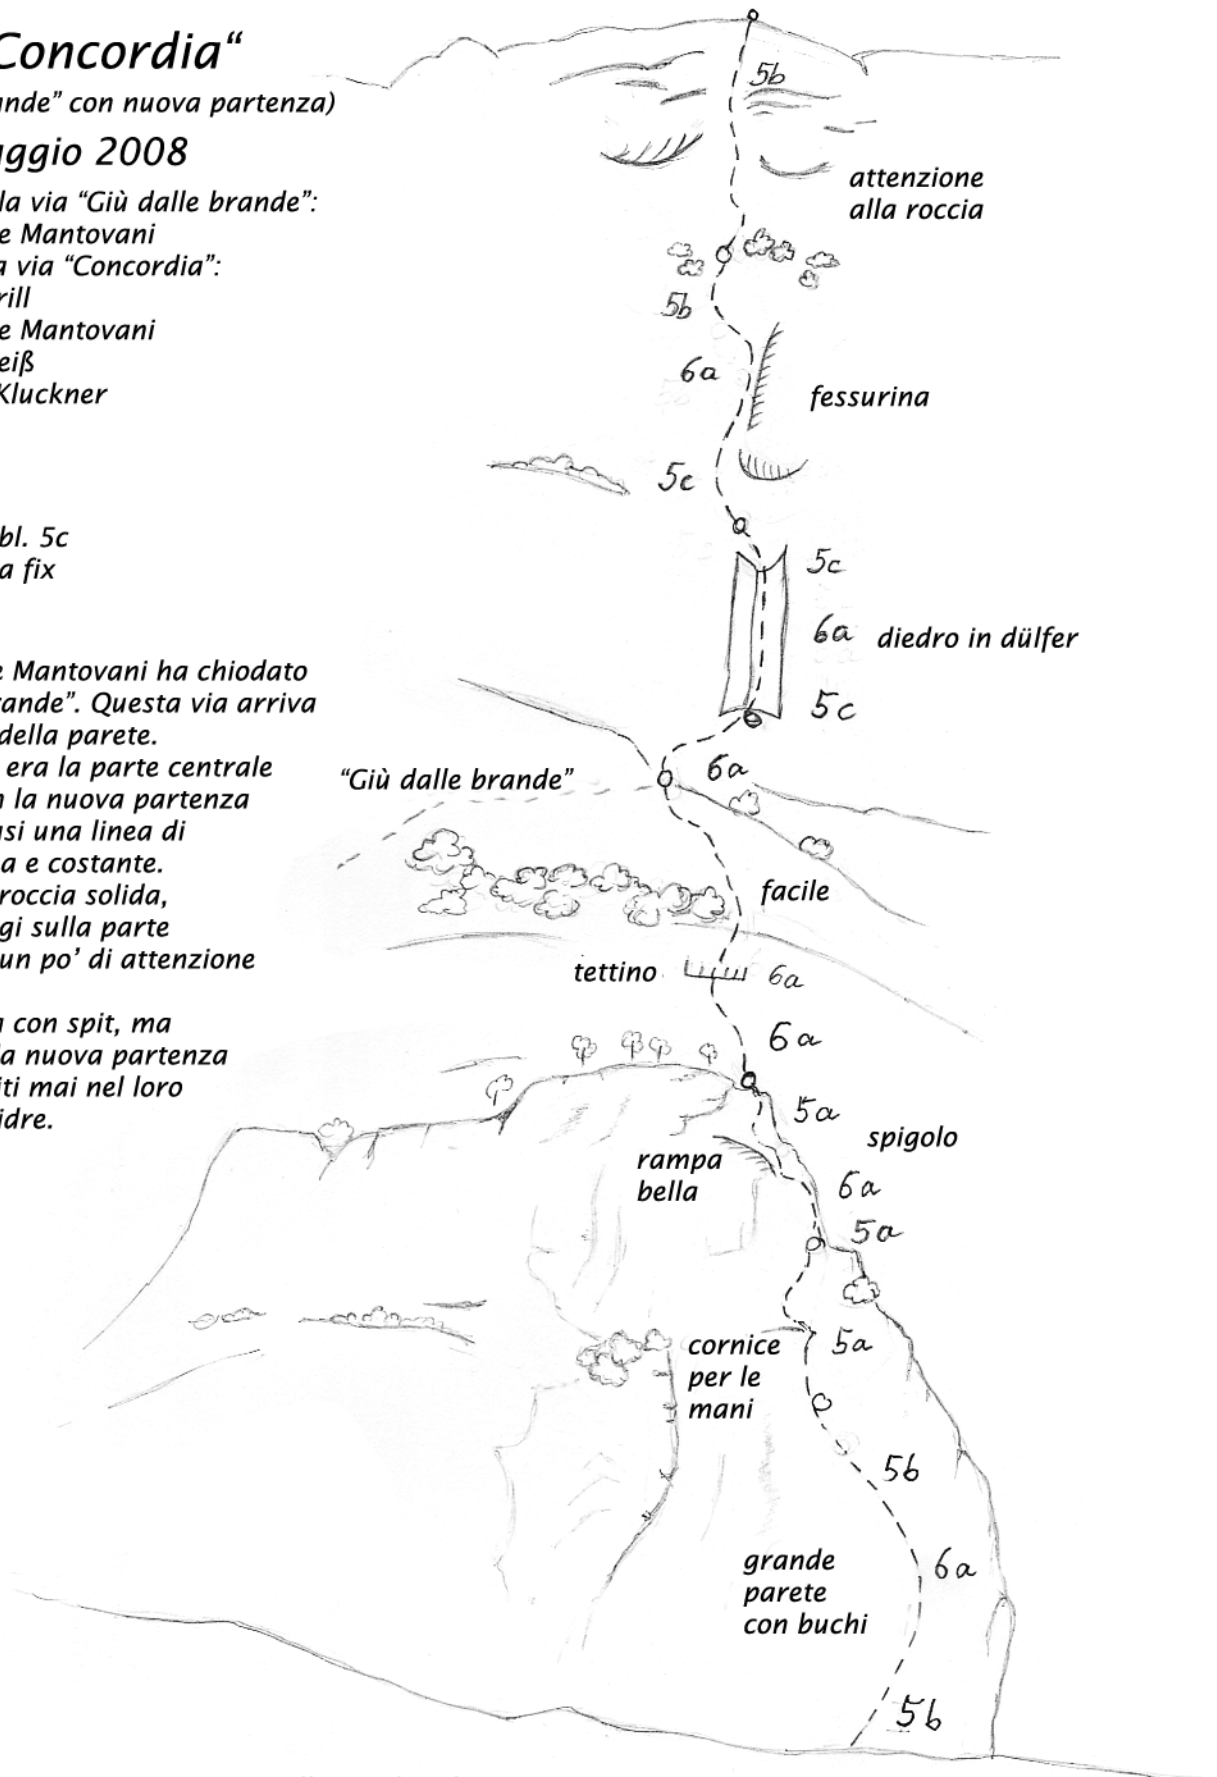 Concordia“
ande” con nuova partenza)
aggio 2008
la via “Giù dalle brande”:
e Mantovani
a via “Concordia”:
rill
e Mantovani
eiß
Kluckner
bl. 5c
a fix
e Mantovani ha chiodato
rande”. Questa via arriva
della parete.
era la parte centrale
n la nuova partenza
asi una linea di
a e costante.
roccia solida,
gi sulla parte
un po’ di attenzione
a con spit, ma
la nuova partenza
iti mai nel loro
idre.
5b
attenzione
alla roccia
5b
6a
fessurina
5c
5c
6a diedro in dülfer
5c
“Giù dalle brande”
6a
facile
tettino
6a
6a
5a
spigolo
rampa
bella
6a
5a
cornice
per le
mani
5a
5b
grande
parete
con buchi
6a
5b